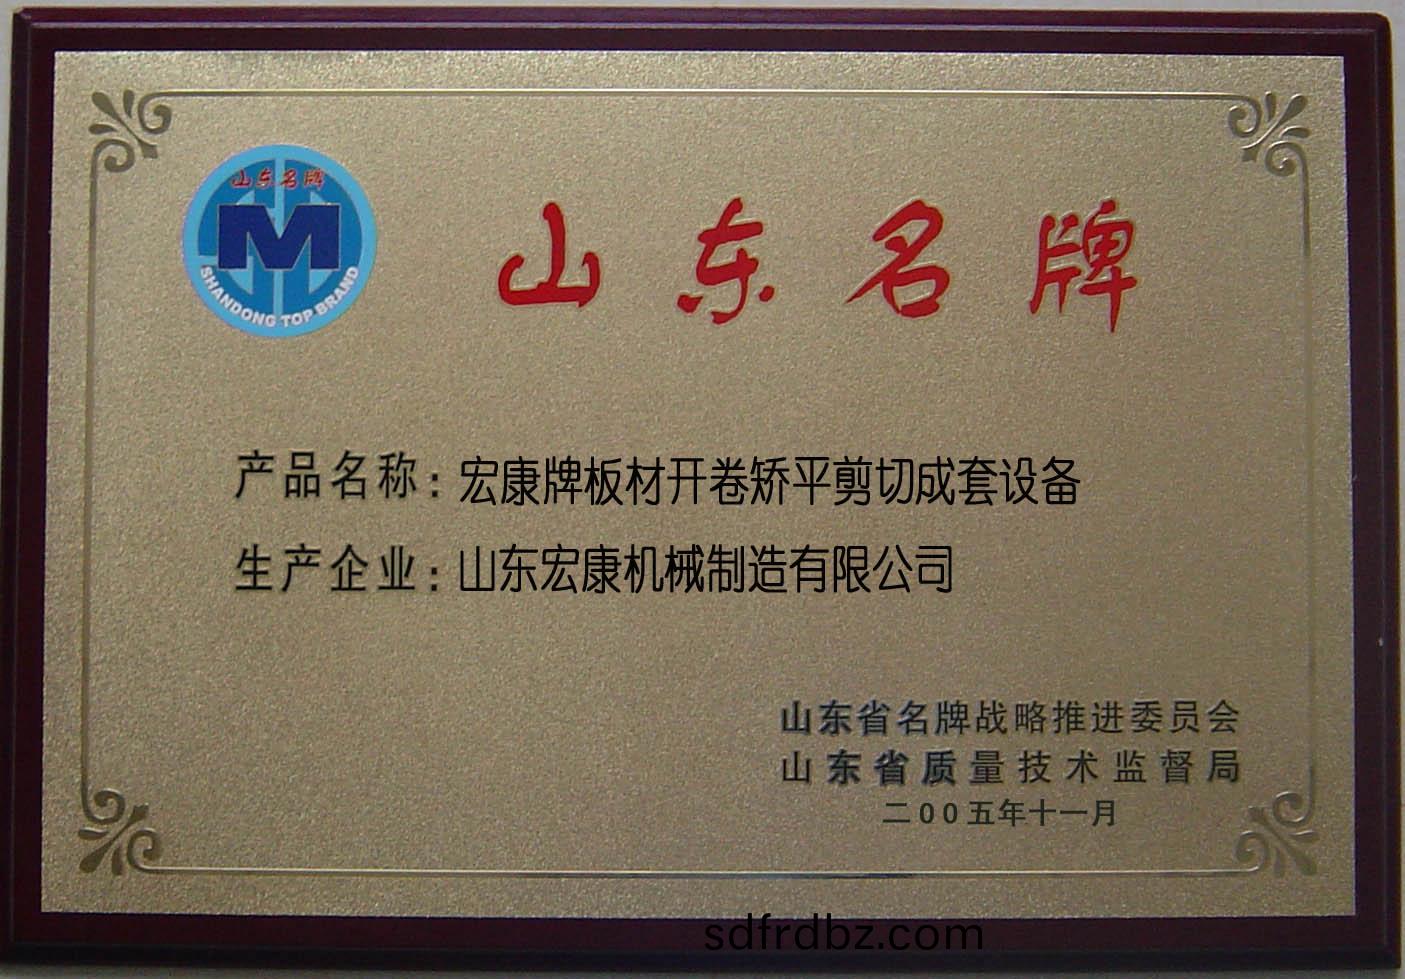 山东名牌
SHANDONG TOP BRAND
山东名牌
产品名称:宏康牌板材开卷矫平剪切成套设备
生产企业:山东宏康机械制造有限公司
山东省名牌战略推进委员会
山东省质量技术监督局
二00五年十一月
sdfrdbz.com